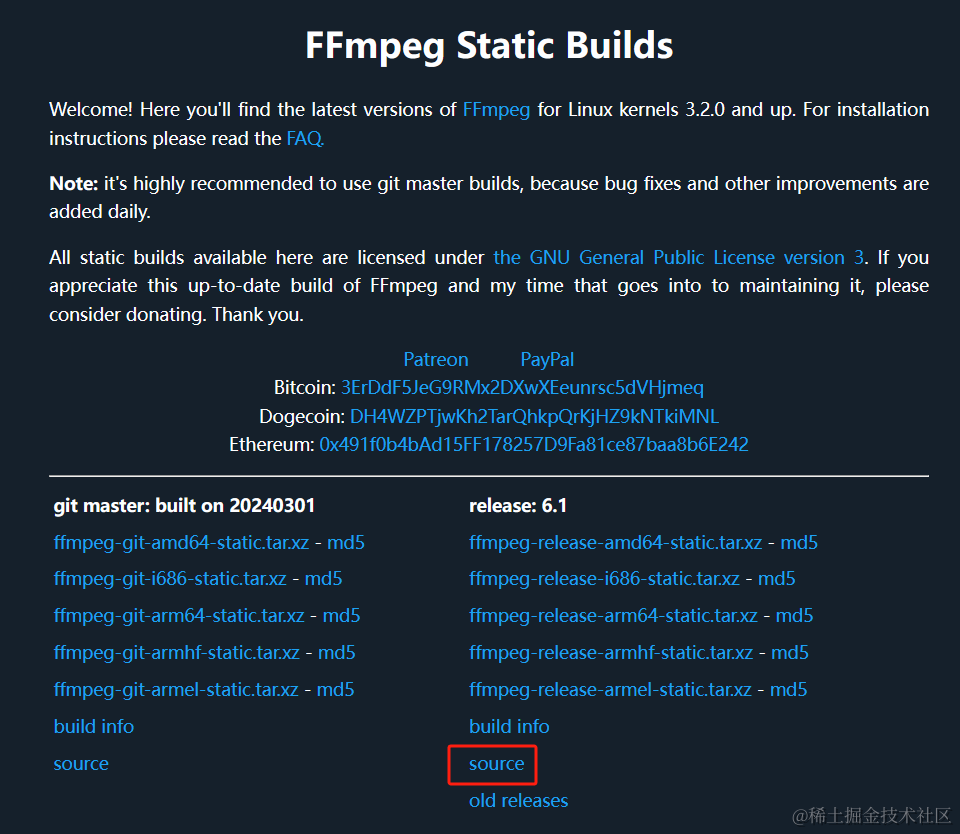 FFmpeg Static Builds
Welcome! Here you'll find the latest versions of FFmpeg for Linux kernels 3.2.0 and up. For installation
instructions please read the FAQ.
Note: it's highly recommended to use git master builds, because bug fixes and other improvements are
added daily.
All static builds available here are licensed under the GNU General Public License version 3. If you
appreciate this up-to-date build of FFmpeg and my time that goes into to maintaining it, please
consider donating. Thank you.
Patreon PayPal
Bitcoin: 3ErDdF5JeG9RMx2DXwXEeunrsc5dVHjmeq
Dogecoin: DH4WZPTjwKh2TarQhkpQrKjHZ9kNTkiMNL
Ethereum: 0x491f0b4bAd15FF178257D9Fa81ce87baa8b6E242
git master: built on 20240301
ffmpeg-git-amd64-static.tar.xz - md5
ffmpeg-git-i686-static.tar.xz - md5
ffmpeg-git-arm64-static.tar.xz - md5
ffmpeg-git-armhf-static.tar.xz - md5
ffmpeg-git-armel-static.tar.xz - md5
build info
source
release: 6.1
ffmpeg-release-amd64-static.tar.xz - md5
ffmpeg-release-i686-static.tar.xz - md5
ffmpeg-release-arm64-static.tar.xz - md5
ffmpeg-release-armhf-static.tar.xz - md5
ffmpeg-release-armel-static.tar.xz - md5
build info
source
old releases
@稀土掘金技术社区